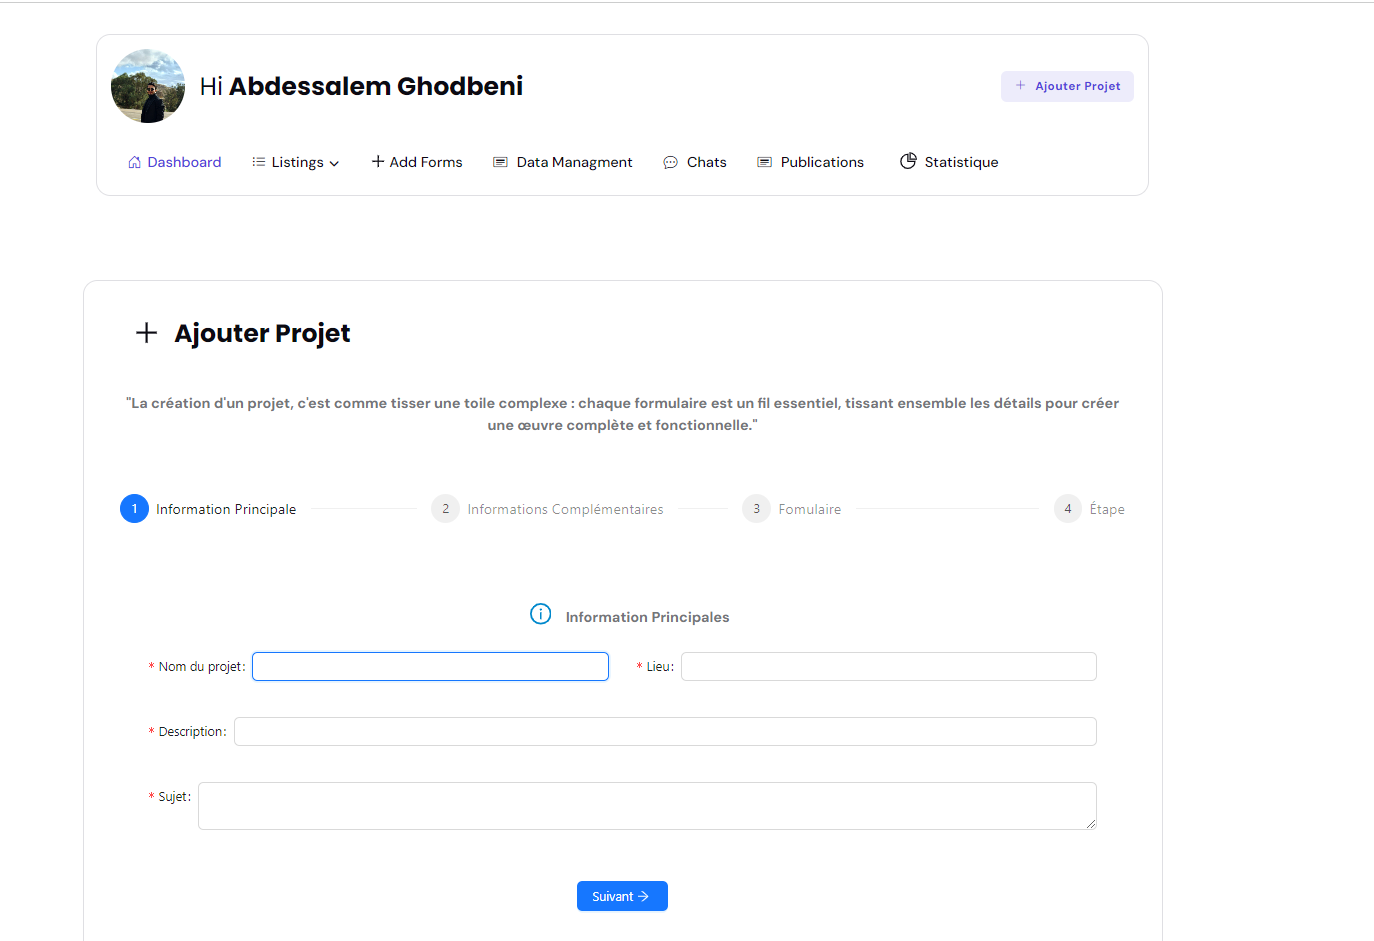 Hi Abdessalem Ghodbeni
+ Ajouter Projet
Dashboard Listings + Add Forms Data Managment Chats Publications Statistique
+ Ajouter Projet
"La création d'un projet, c'est comme tisser une toile complexe : chaque formulaire est un fil essentiel, tissant ensemble les détails pour créer
une œuvre complète et fonctionnelle."
1 Information Principale 2 Informations Complémentaires 3 Fomulaire 4 Étape
Information Principales
* Nom du projet: * Lieu:
* Description:
* Sujet:
Suivant →